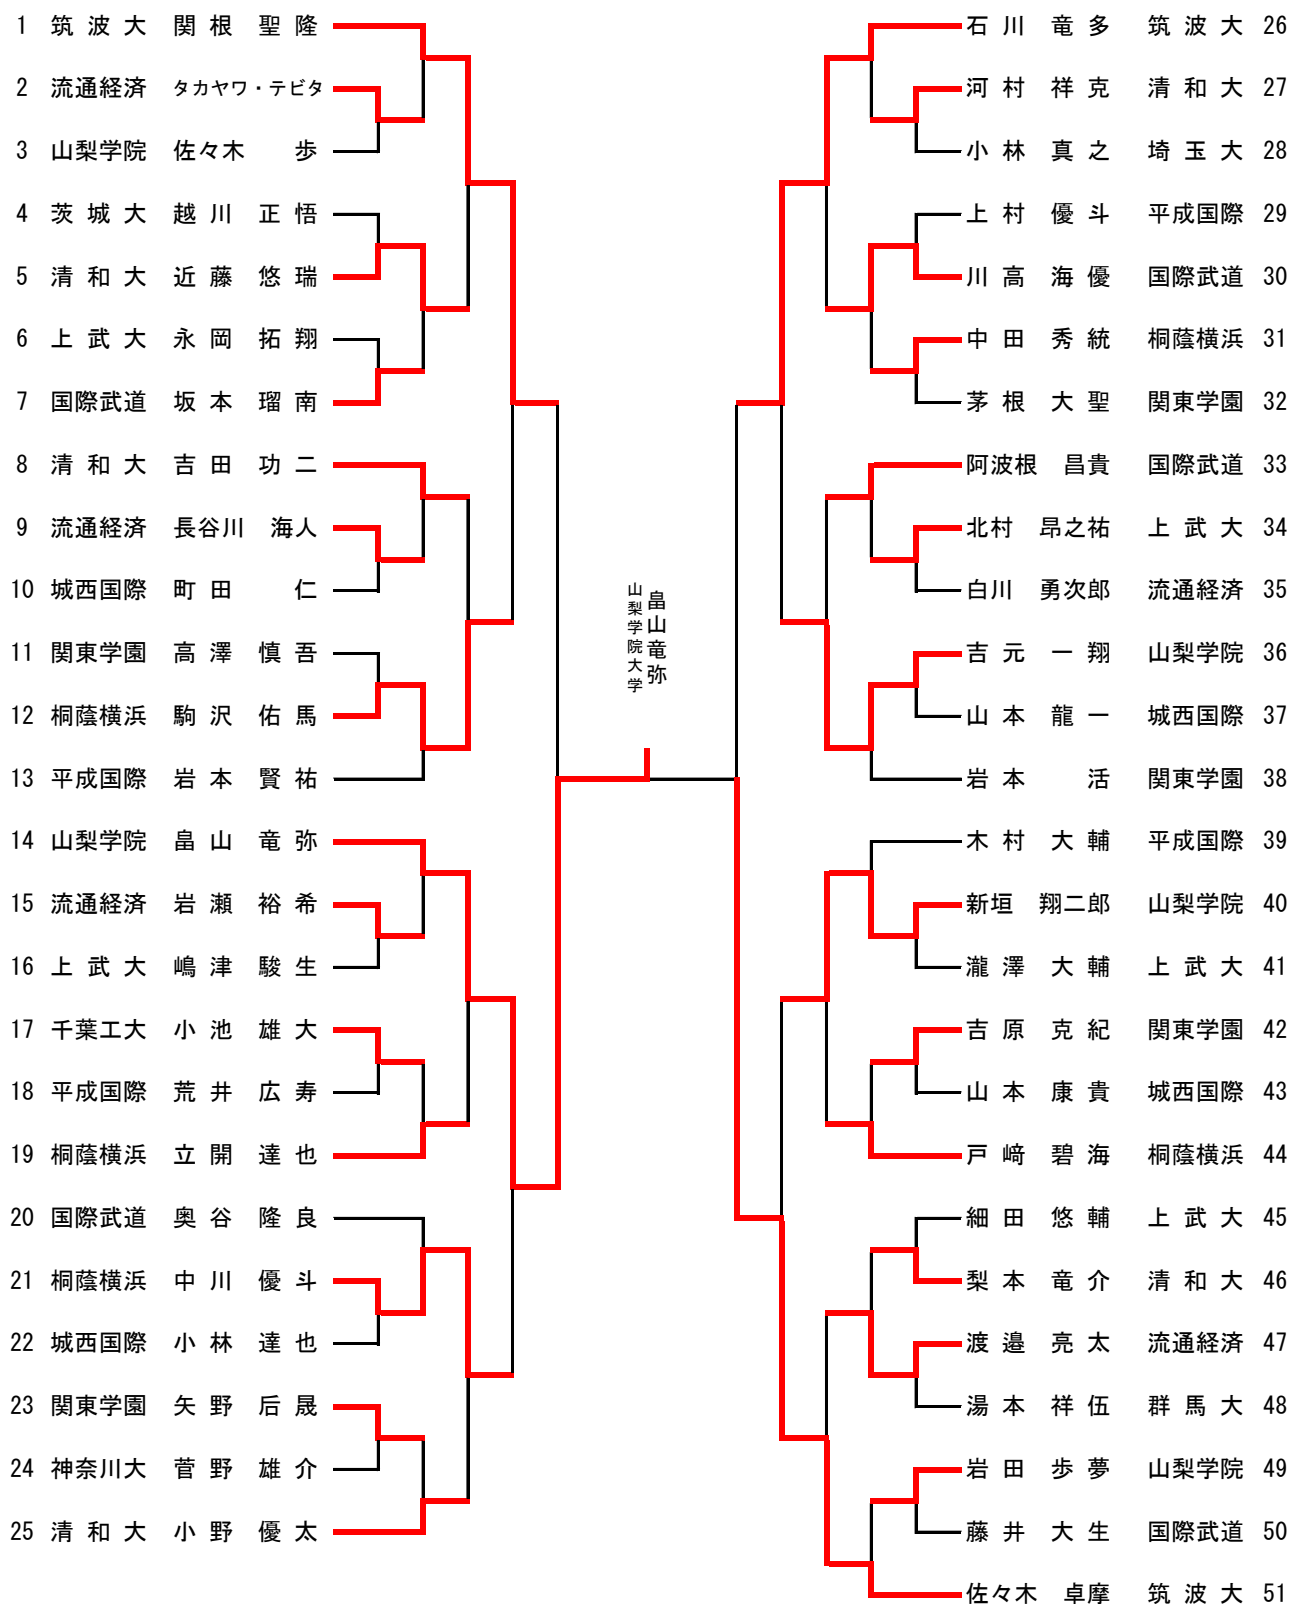 1 筑波大 関根 聖隆
2 流通経済 タカヤワ・テビタ
3 山梨学院 佐々木 歩
4 茨城大 越川 正悟
5 清和大 近藤 悠瑞
6 上武大 永岡 拓翔
7 国際武道 坂本 瑠南
8 清和大 吉田 功二
9 流通経済 長谷川 海人
10 城西国際 町田 仁
11 関東学園 高澤 慎吾
12 桐蔭横浜 駒沢 佑馬
13 平成国際 岩本 賢祐
14 山梨学院 畠山 竜弥
15 流通経済 岩瀬 裕希
16 上武大 嶋津 駿生
17 千葉工大 小池 雄大
18 平成国際 荒井 広寿
19 桐蔭横浜 立開 達也
20 国際武道 奥谷 隆良
21 桐蔭横浜 中川 優斗
22 城西国際 小林 達也
23 関東学園 矢野 后晟
24 神奈川大 菅野 雄介
25 清和大 小野 優太
畠山竜弥
山梨学院大学
石川 竜多 筑波大 26
河村 祥克 清和大 27
小林 真之 埼玉大 28
上村 優斗 平成国際 29
川高 海優 国際武道 30
中田 秀統 桐蔭横浜 31
茅根 大聖 関東学園 32
阿波根 昌貴 国際武道 33
北村 昂之祐 上武大 34
白川 勇次郎 流通経済 35
吉元 一翔 山梨学院 36
山本 龍一 城西国際 37
岩本 活 関東学園 38
木村 大輔 平成国際 39
新垣 翔二郎 山梨学院 40
瀧澤 大輔 上武大 41
吉原 克紀 関東学園 42
山本 康貴 城西国際 43
戸﨑 碧海 桐蔭横浜 44
細田 悠輔 上武大 45
梨本 竜介 清和大 46
渡邉 亮太 流通経済 47
湯本 祥伍 群馬大 48
岩田 歩夢 山梨学院 49
藤井 大生 国際武道 50
佐々木 卓摩 筑波大 51